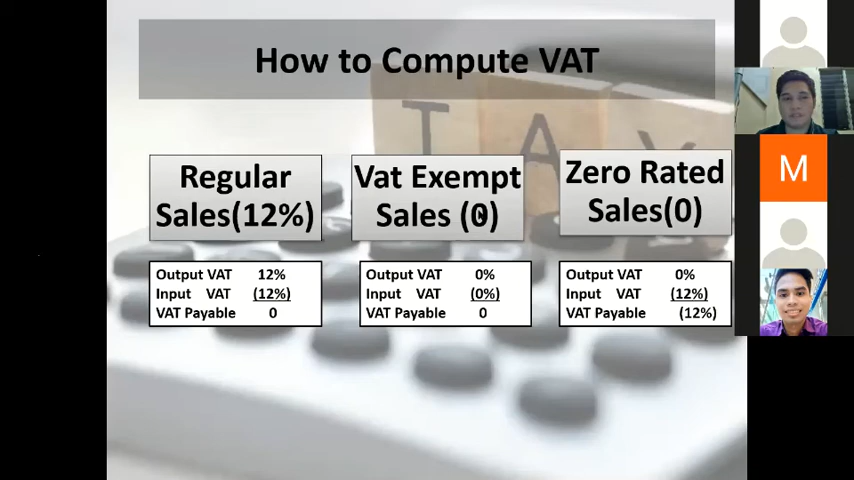 How to Compute VAT
TAX
Regular
Sales(12%)
Vat Exempt
Sales (0)
Zero Rated
Sales(0)
Output VAT 12%
Input VAT (12%)
VAT Payable 0
Output VAT 0%
Input VAT (0%)
VAT Payable 0
Output VAT 0%
Input VAT (12%)
VAT Payable (12%)
M